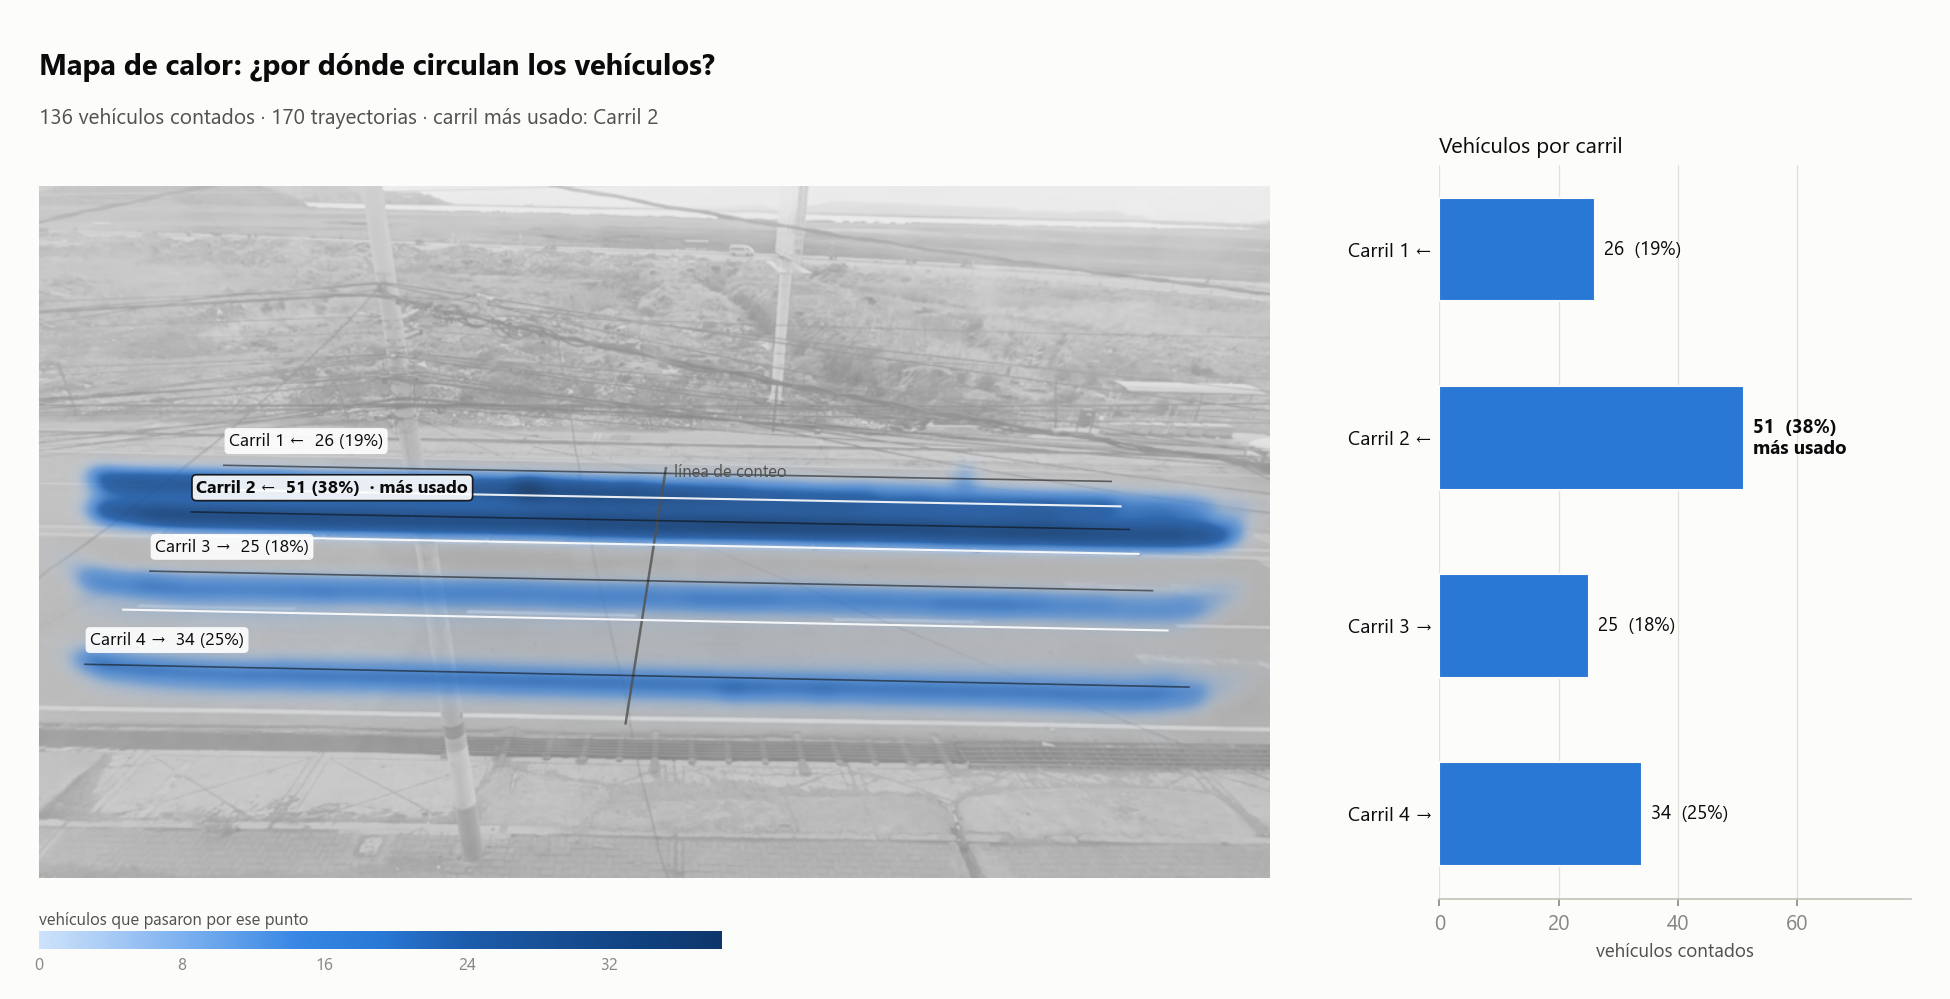 Mapa de calor: ¿por dónde circulan los vehículos?
136 vehículos contados · 170 trayectorias · carril más usado: Carril 2
Carril 1 ← 26 (19%)
línea de conteo
Carril 2 ← 51 (38%) · más usado
Carril 3 → 25 (18%)
Carril 4 → 34 (25%)
vehículos que pasaron por ese punto
0 8 16 24 32
Vehículos por carril
Carril 1 ← 26 (19%)
Carril 2 ← 51 (38%)
más usado
Carril 3 → 25 (18%)
Carril 4 → 34 (25%)
0 20 40 60
vehículos contados